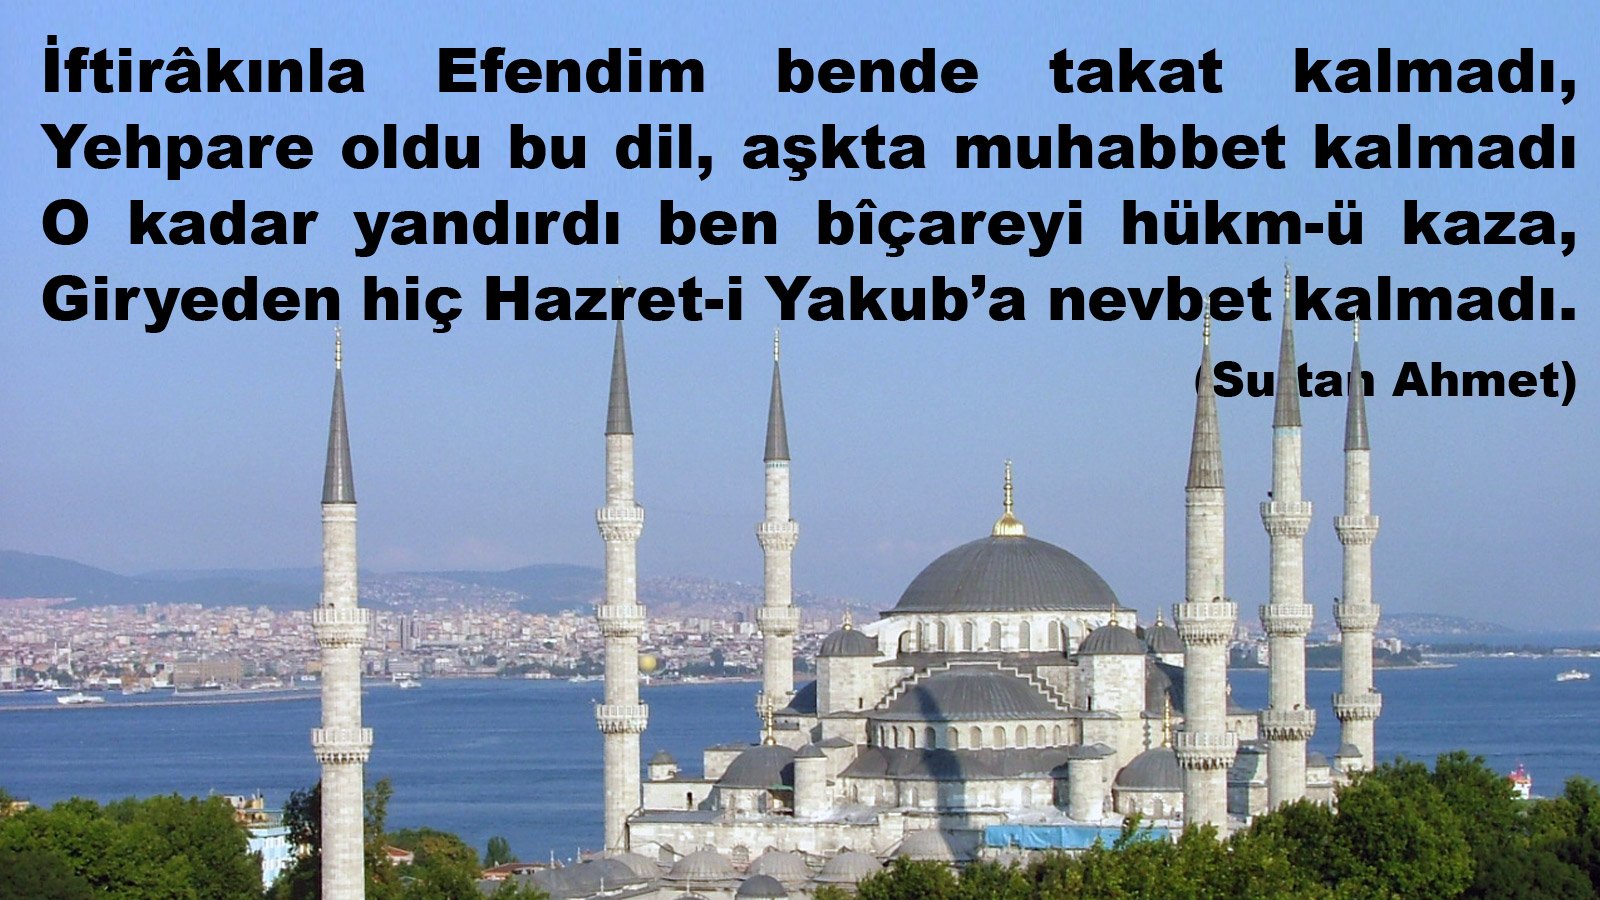 İftirâkınla Efendim bende takat kalmadı,
Yehpare oldu bu dil, aşkta muhabbet kalmadı
O kadar yandırdı ben bîçareyi hükm-ü kaza,
Giryeden hiç Hazret-i Yakub’a nevbet kalmadı.
(Sultan Ahmet)